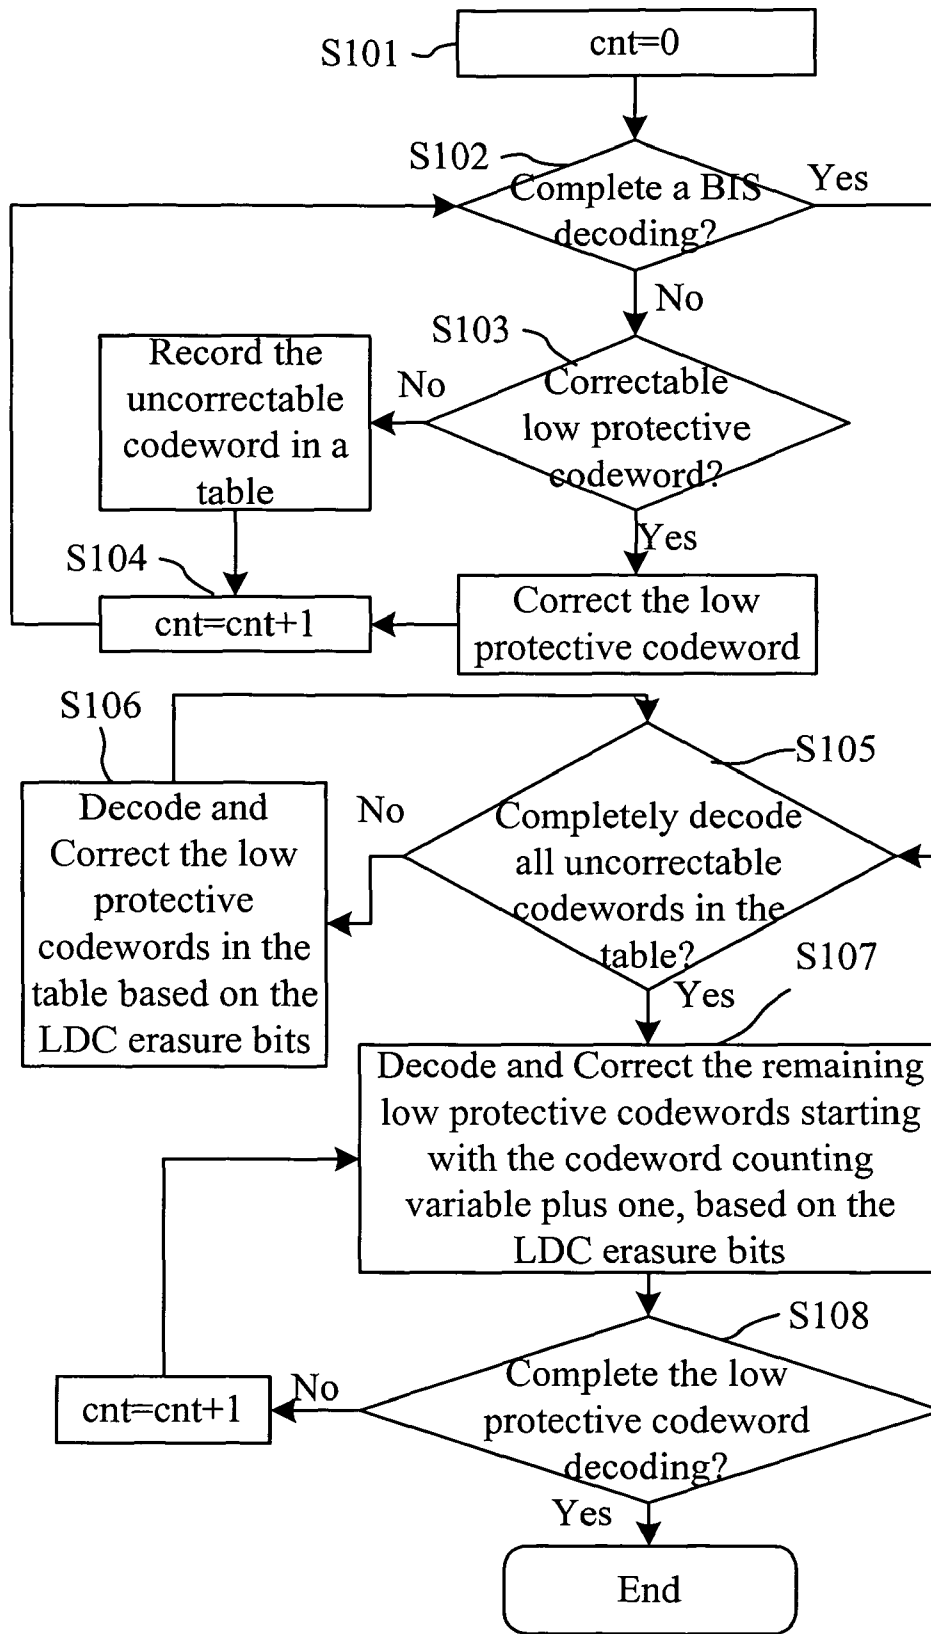 S101
cnt=0
S102
Complete a BIS
decoding?
Yes
No
S103
Record the
uncorrectable
codeword in a
table
No
Correctable
low protective
codeword?
Yes
S104
cnt=cnt+1
Correct the low
protective codeword
S106
S105
Decode and
Correct the low
protective
codewords in the
table based on the
LDC erasure bits
No
Completely decode
all uncorrectable
codewords in the
table?
S107
Yes
Decode and Correct the remaining
low protective codewords starting
with the codeword counting
variable plus one, based on the
LDC erasure bits
S108
cnt=cnt+1
No
Complete the low
protective codeword
decoding?
Yes
End